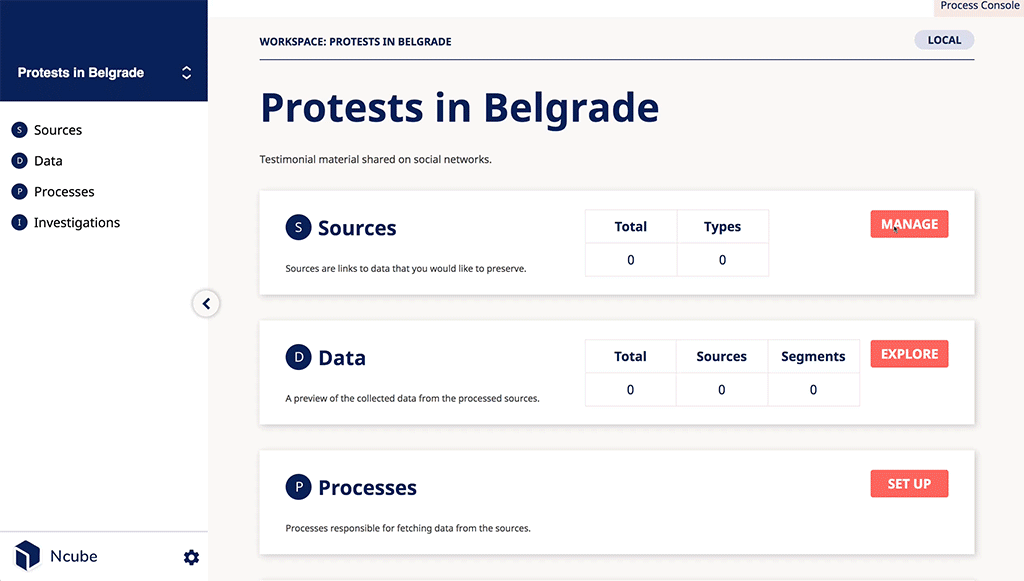 Process Console
Protests in Belgrade
S Sources
D Data
P Processes
I Investigations
Ncube
WORKSPACE: PROTESTS IN BELGRADE
LOCAL
Protests in Belgrade
Testimonial material shared on social networks.
S Sources
Sources are links to data that you would like to preserve.
Total Types
0 0
MANAGE
D Data
A preview of the collected data from the processed sources.
Total Sources Segments
0 0 0
EXPLORE
P Processes
Processes responsible for fetching data from the sources.
SET UP